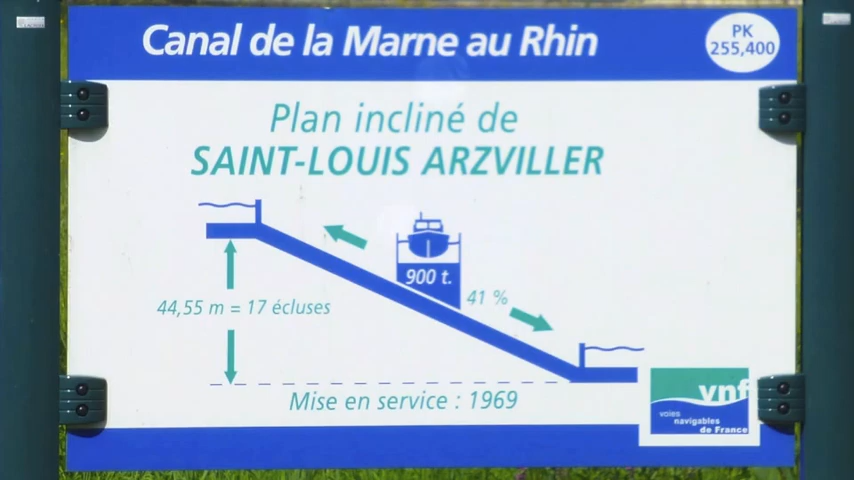 Canal de la Marne au Rhin
PK
255,400
Plan incliné de
SAINT-LOUIS ARZVILLER
900 t.
41 %
44,55 m = 17 écluses
Mise en service : 1969
vnf
voies
navigables
de France